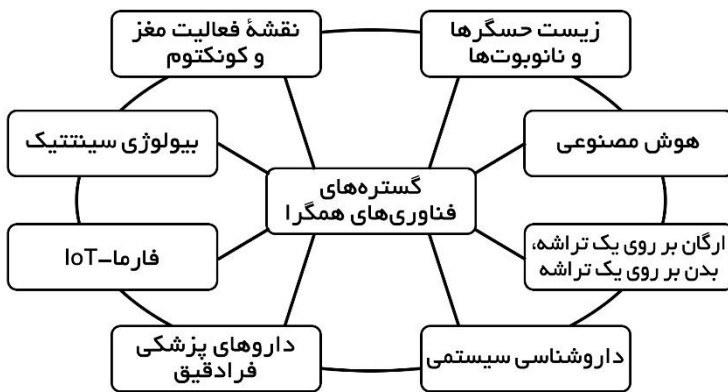 زیست حسگرها
و نانوبوت‌ها
نقشهٔ فعالیت مغز
و کونکتوم
هوش مصنوعی
بیولوژی سینتتیک
گستره‌های
فناوری‌های همگرا
ارگان بر روی یک تراشه،
بدن بر روی یک تراشه
فارما-IoT
داروشناسی سیستمی
داروهای پزشکی
فرادقیق